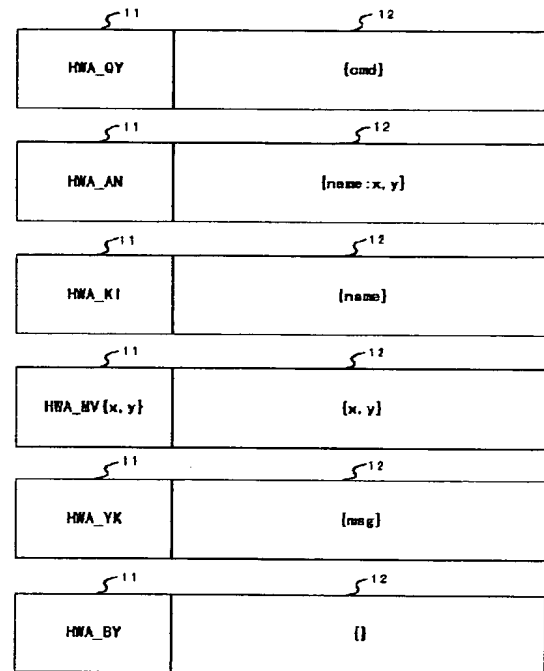 11 12
HWA_QY {cmd}
11 12
HWA_AN {name:x, y}
11 12
HWA_KI {name}
11 12
HWA_MV{x, y} {x, y}
11 12
HWA_YK {msg}
11 12
HWA_BY {}